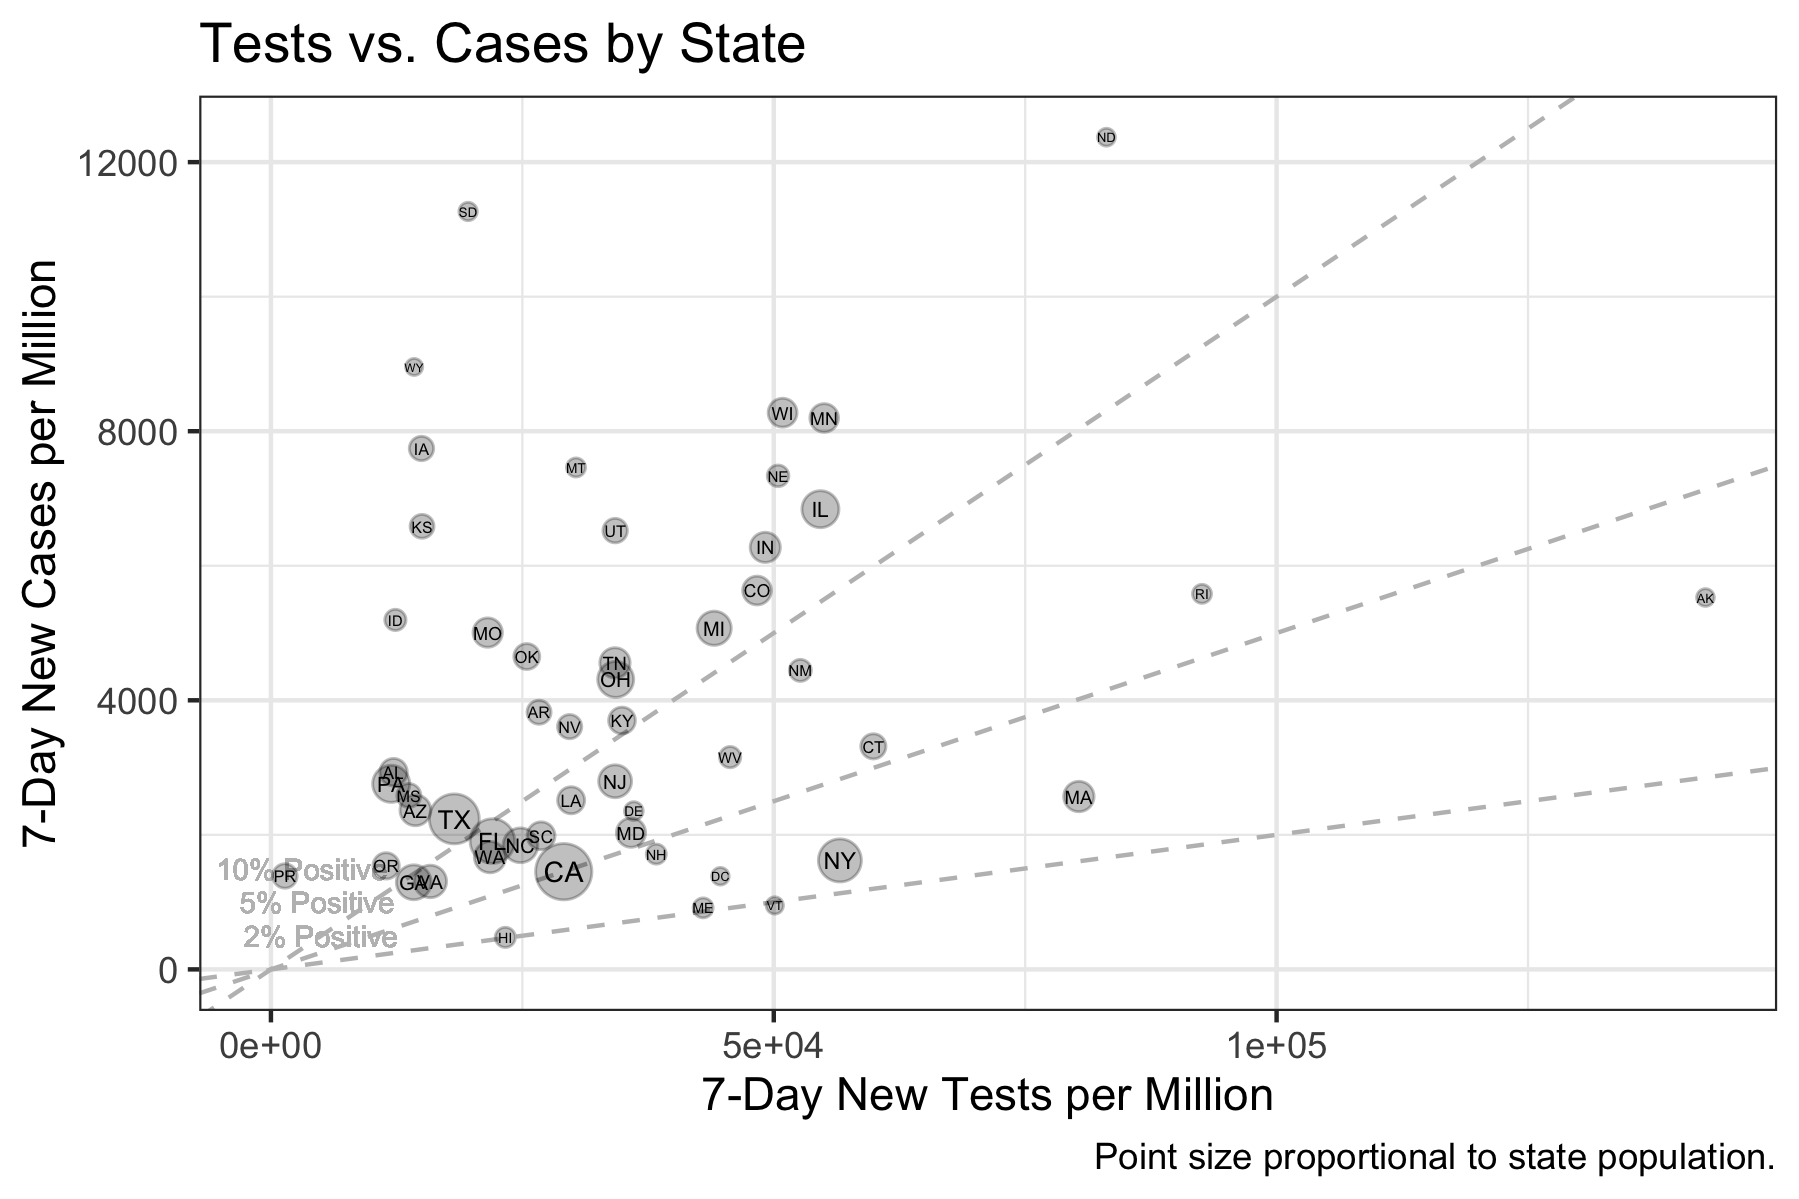 Tests vs. Cases by State
7-Day New Cases per Million
12000
8000
4000
0
ND
SD
WY
WI
MN
IA
MT
NE
IL
KS
UT
IN
CO
RI
AK
ID
MO
MI
OK
TN
OH
NM
AR
NV
KY
CT
WV
AL
PA
MS
AZ
NJ
LA
DE
MA
TX
FL
NC
SC
MD
WA
NH
NY
OR
PR
10% Positive
GA
VA
CA
DC
5% Positive
ME
VT
2% Positive
HI
0e+00
5e+04
1e+05
7-Day New Tests per Million
Point size proportional to state population.